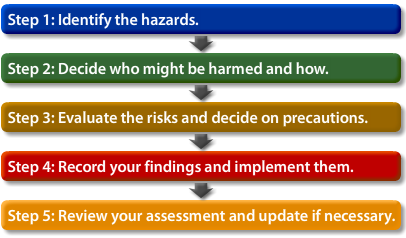 Step 1: Identify the hazards.
Step 2: Decide who might be harmed and how.
Step 3: Evaluate the risks and decide on precautions.
Step 4: Record your findings and implement them.
Step 5: Review your assessment and update if necessary.